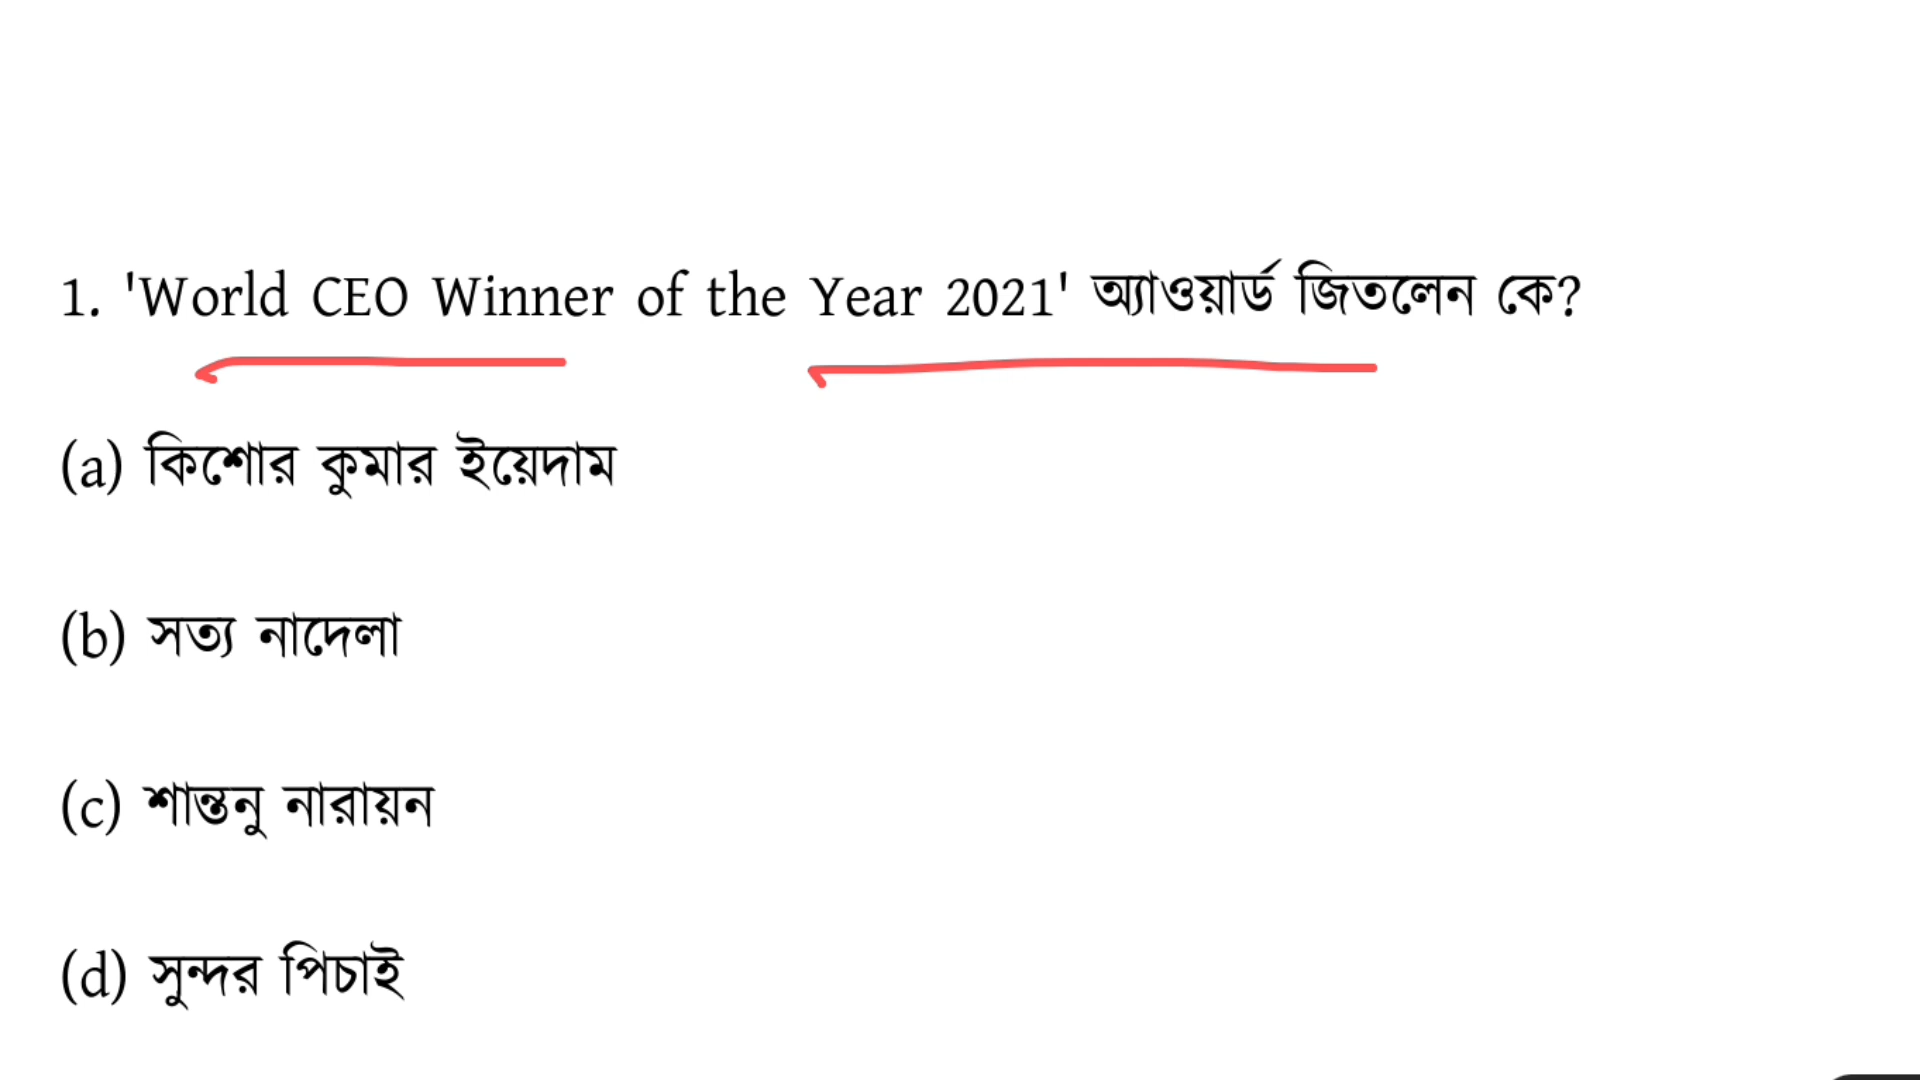 1. 'World CEO Winner of the Year 2021' অ্যাওয়ার্ড জিতলেন কে?
(a) কিশোর কুমার ইয়েদাম
(b) সত্য নাদেলা
(c) শান্তনু নারায়ন
(d) সুন্দর পিচাই